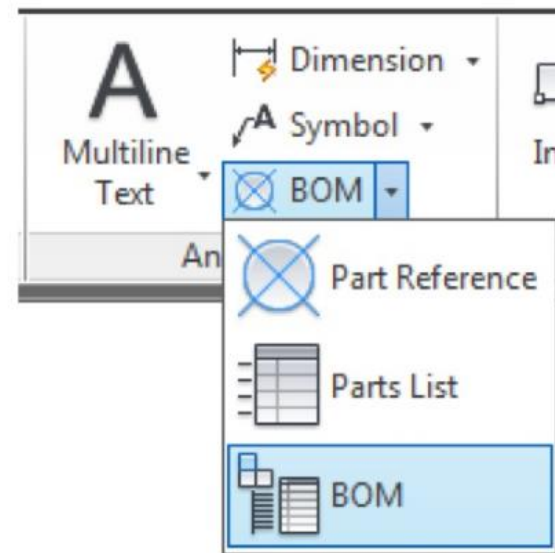 A
Multiline
Text
Dimension
A Symbol
BOM
In
An
Part Reference
Parts List
BOM